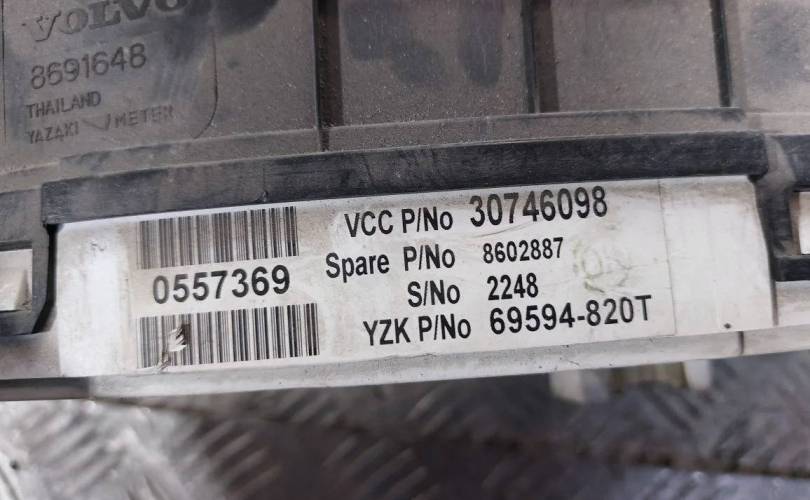 VOLVO
8691648
THAILAND
YAZAKI METER
0557369
VCC P/No 30746098
Spare P/No 8602887
S/No 2248
YZK P/No 69594-820T